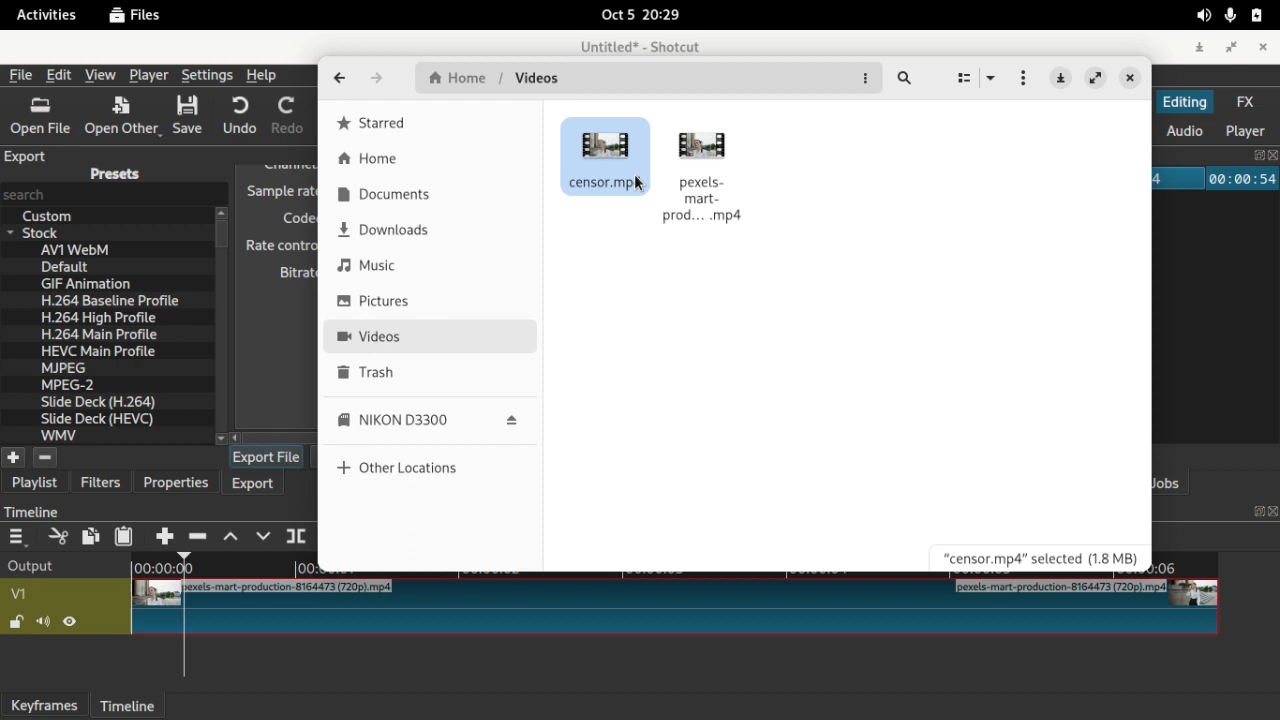 Activities Files Oct 5 20:29
Untitled* - Shotcut
File Edit View Player Settings Help
Home / Videos
Open File Open Other Save Undo Redo
Editing FX
Audio Player
Export
Presets
search
Custom
Stock
AV1 WebM
Default
GIF Animation
H.264 Baseline Profile
H.264 High Profile
H.264 Main Profile
HEVC Main Profile
MJPEG
MPEG-2
Slide Deck (H.264)
Slide Deck (HEVC)
WMV
Sample rate
Rate contro
Bitrat
Export File
Starred
Home
Documents
Downloads
Music
Pictures
Videos
Trash
NIKON D3300
+ Other Locations
pexels-
mart-
prod... .mp4
4 00:00:54
"censor.mp4" selected (1.8 MB)
Playlist Filters Properties Export Jobs
Timeline
Output 00:00:00
V1 pexels-mart-production-8164473 (720p).mp4 pexels-mart-production-8164473 (720p).mp4
Keyframes Timeline